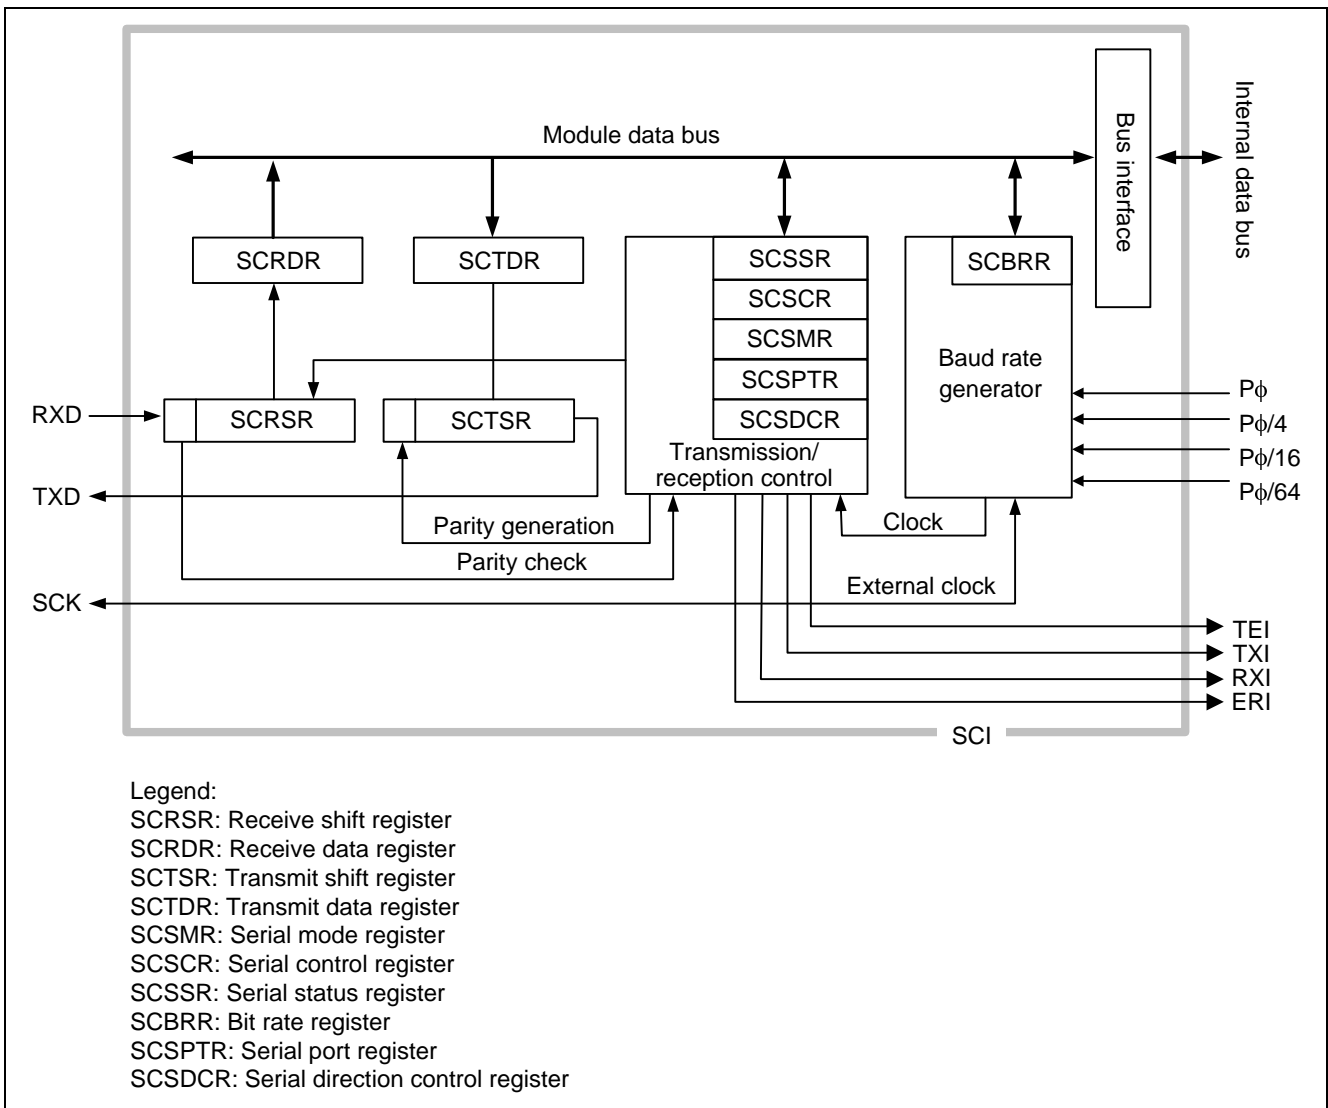 Module data bus
Bus interface
Internal data bus
SCRDR
SCTDR
SCSSR
SCSCR
SCSMR
SCSPTR
SCSDCR
Transmission/
reception control
SCBRR
Baud rate
generator
RXD
SCRSR
SCTSR
TXD
Parity generation
Parity check
SCK
Clock
External clock
Pϕ
Pϕ/4
Pϕ/16
Pϕ/64
TEI
TXI
RXI
ERI
SCI
Legend:
SCRSR: Receive shift register
SCRDR: Receive data register
SCTSR: Transmit shift register
SCTDR: Transmit data register
SCSMR: Serial mode register
SCSCR: Serial control register
SCSSR: Serial status register
SCBRR: Bit rate register
SCSPTR: Serial port register
SCSDCR: Serial direction control register